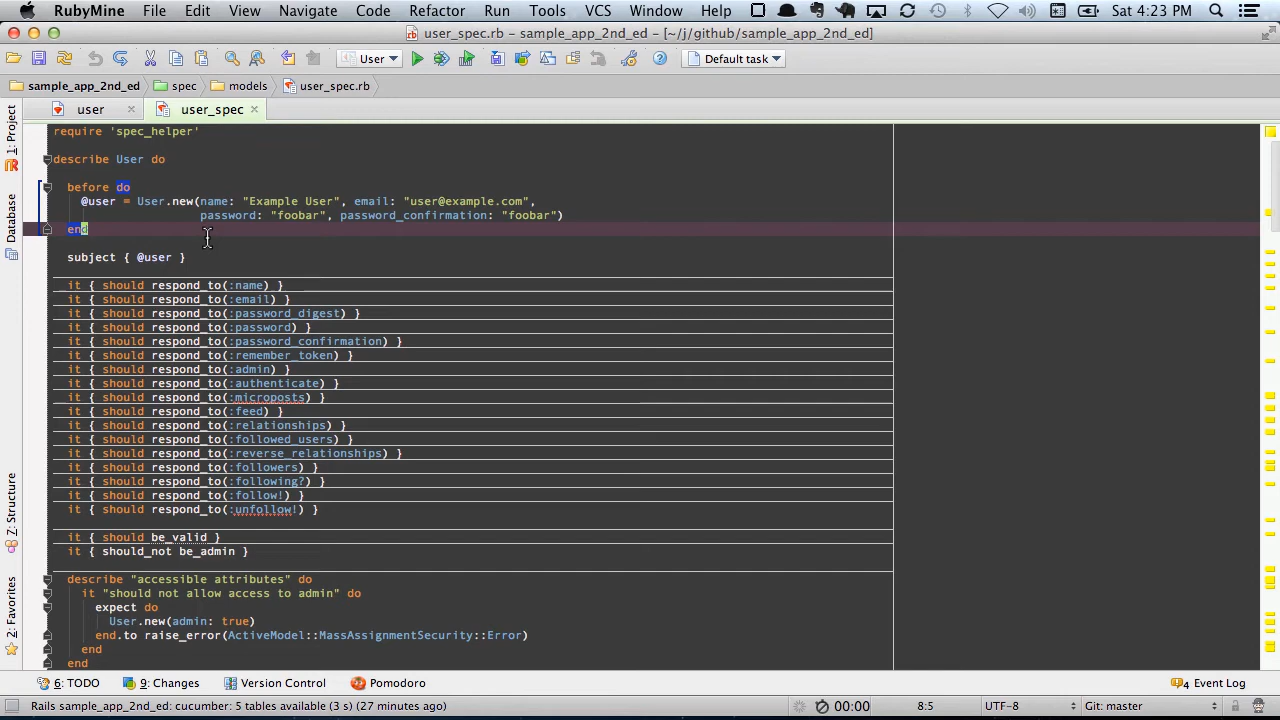 RubyMine File Edit View Navigate Code Refactor Run Tools VCS Window Help 4 Sat 4:23 PM
user_spec.rb – sample_app_2nd_ed – [~/j/github/sample_app_2nd_ed]
User Default task
sample_app_2nd_ed spec models user_spec.rb
user user_spec
1: Project
Database
Z: Structure
2: Favorites
require 'spec_helper'
describe User do
before do
@user = User.new(name: "Example User", email: "user@example.com",
password: "foobar", password_confirmation: "foobar")
end
subject { @user }
it { should respond_to(:name) }
it { should respond_to(:email) }
it { should respond_to(:password_digest) }
it { should respond_to(:password) }
it { should respond_to(:password_confirmation) }
it { should respond_to(:remember_token) }
it { should respond_to(:admin) }
it { should respond_to(:authenticate) }
it { should respond_to(:microposts) }
it { should respond_to(:feed) }
it { should respond_to(:relationships) }
it { should respond_to(:followed_users) }
it { should respond_to(:reverse_relationships) }
it { should respond_to(:followers) }
it { should respond_to(:following?) }
it { should respond_to(:follow!) }
it { should respond_to(:unfollow!) }
it { should be_valid }
it { should_not be_admin }
describe "accessible attributes" do
it "should not allow access to admin" do
expect do
User.new(admin: true)
end.to raise_error(ActiveModel::MassAssignmentSecurity::Error)
end
end
6: TODO 9: Changes Version Control Pomodoro 4 Event Log
Rails sample_app_2nd_ed: cucumber: 5 tables available (3 s) (27 minutes ago) 00:00 8:5 UTF-8 Git: master